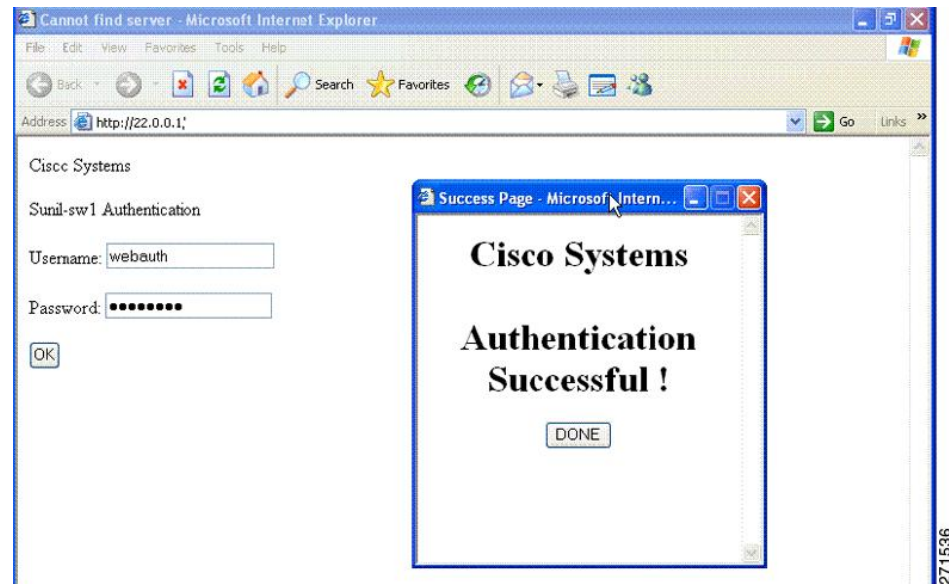 Cannot find server - Microsoft Internet Explorer
File Edit View Favorites Tools Help
Back Search Favorites
Address http://22.0.0.1; Go Links »
Ciscc Systems
Sunil-sw1 Authentication
Username: webauth
Password: ••••••••
OK
Success Page - Microsoft Intern...
Cisco Systems
Authentication
Successful !
DONE
271536